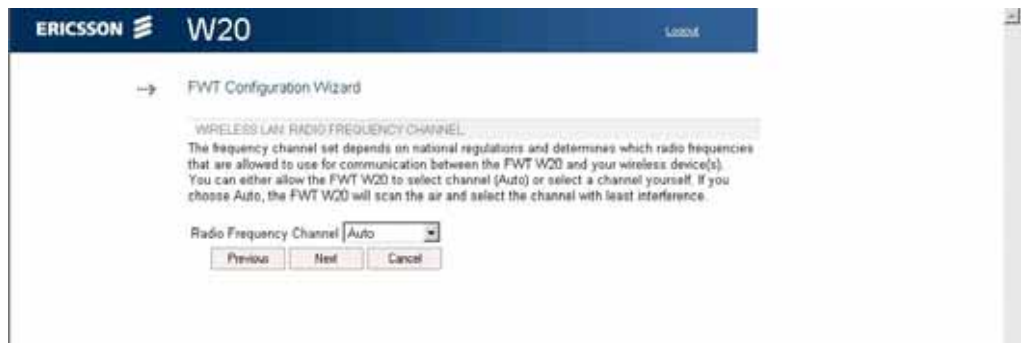 ERICSSON W20 Logout
FWT Configuration Wizard
WIRELESS LAN: RADIO FREQUENCY CHANNEL
The frequency channel set depends on national regulations and determines which radio frequencies
that are allowed to use for communication between the FWT W20 and your wireless device(s).
You can either allow the FWT W20 to select channel (Auto) or select a channel yourself. If you
choose Auto, the FWT W20 will scan the air and select the channel with least interference.
Radio Frequency Channel Auto
Previous Next Cancel